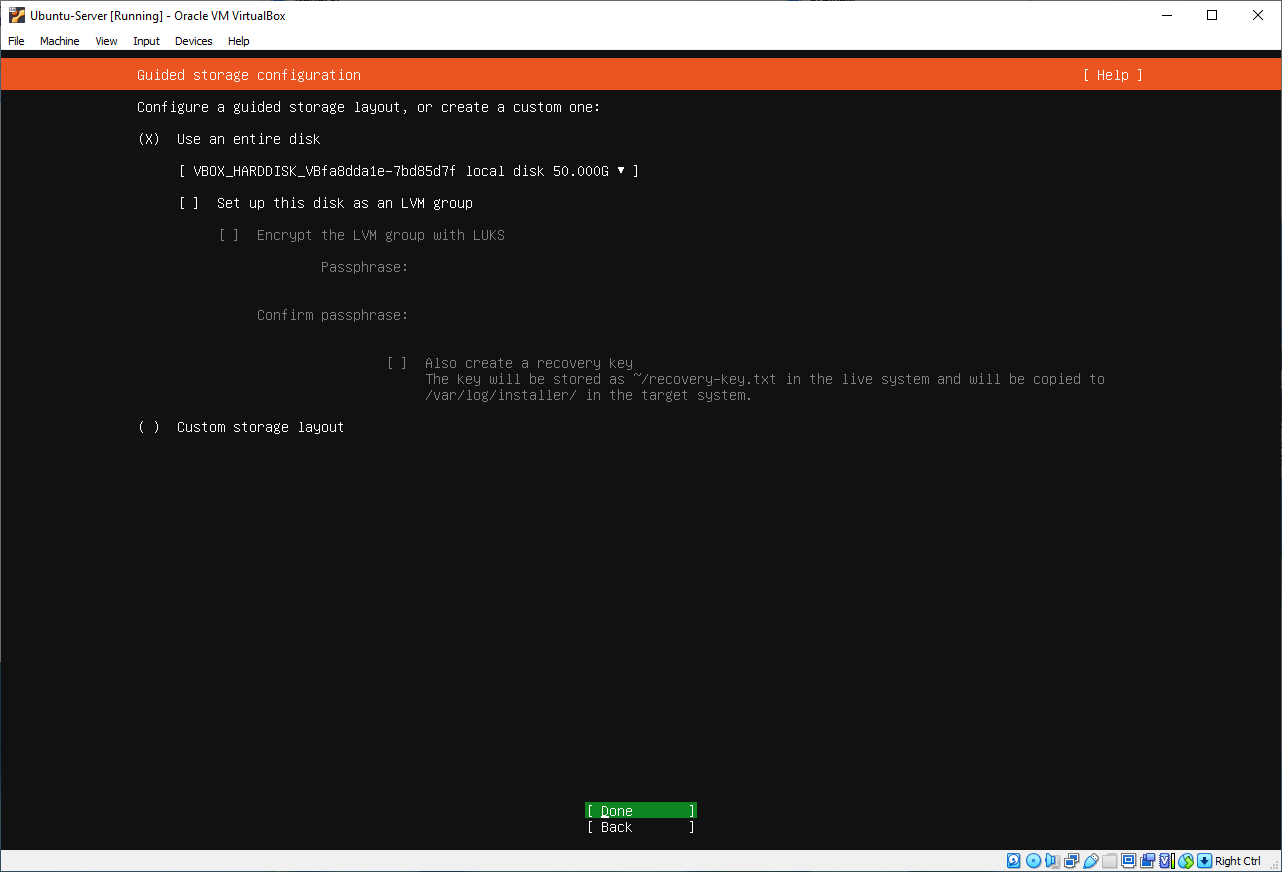 Ubuntu-Server [Running] - Oracle VM VirtualBox
File Machine View Input Devices Help
Guided storage configuration [ Help ]
Configure a guided storage layout, or create a custom one:
(X) Use an entire disk
[ VBOX_HARDDISK_VBfa8dda1e-7bd85d7f local disk 50.000G ▾ ]
[ ] Set up this disk as an LVM group
[ ] Encrypt the LVM group with LUKS
Passphrase:
Confirm passphrase:
[ ] Also create a recovery key
The key will be stored as ~/recovery-key.txt in the live system and will be copied to
/var/log/installer/ in the target system.
( ) Custom storage layout
[ Done ]
[ Back ]
Right Ctrl